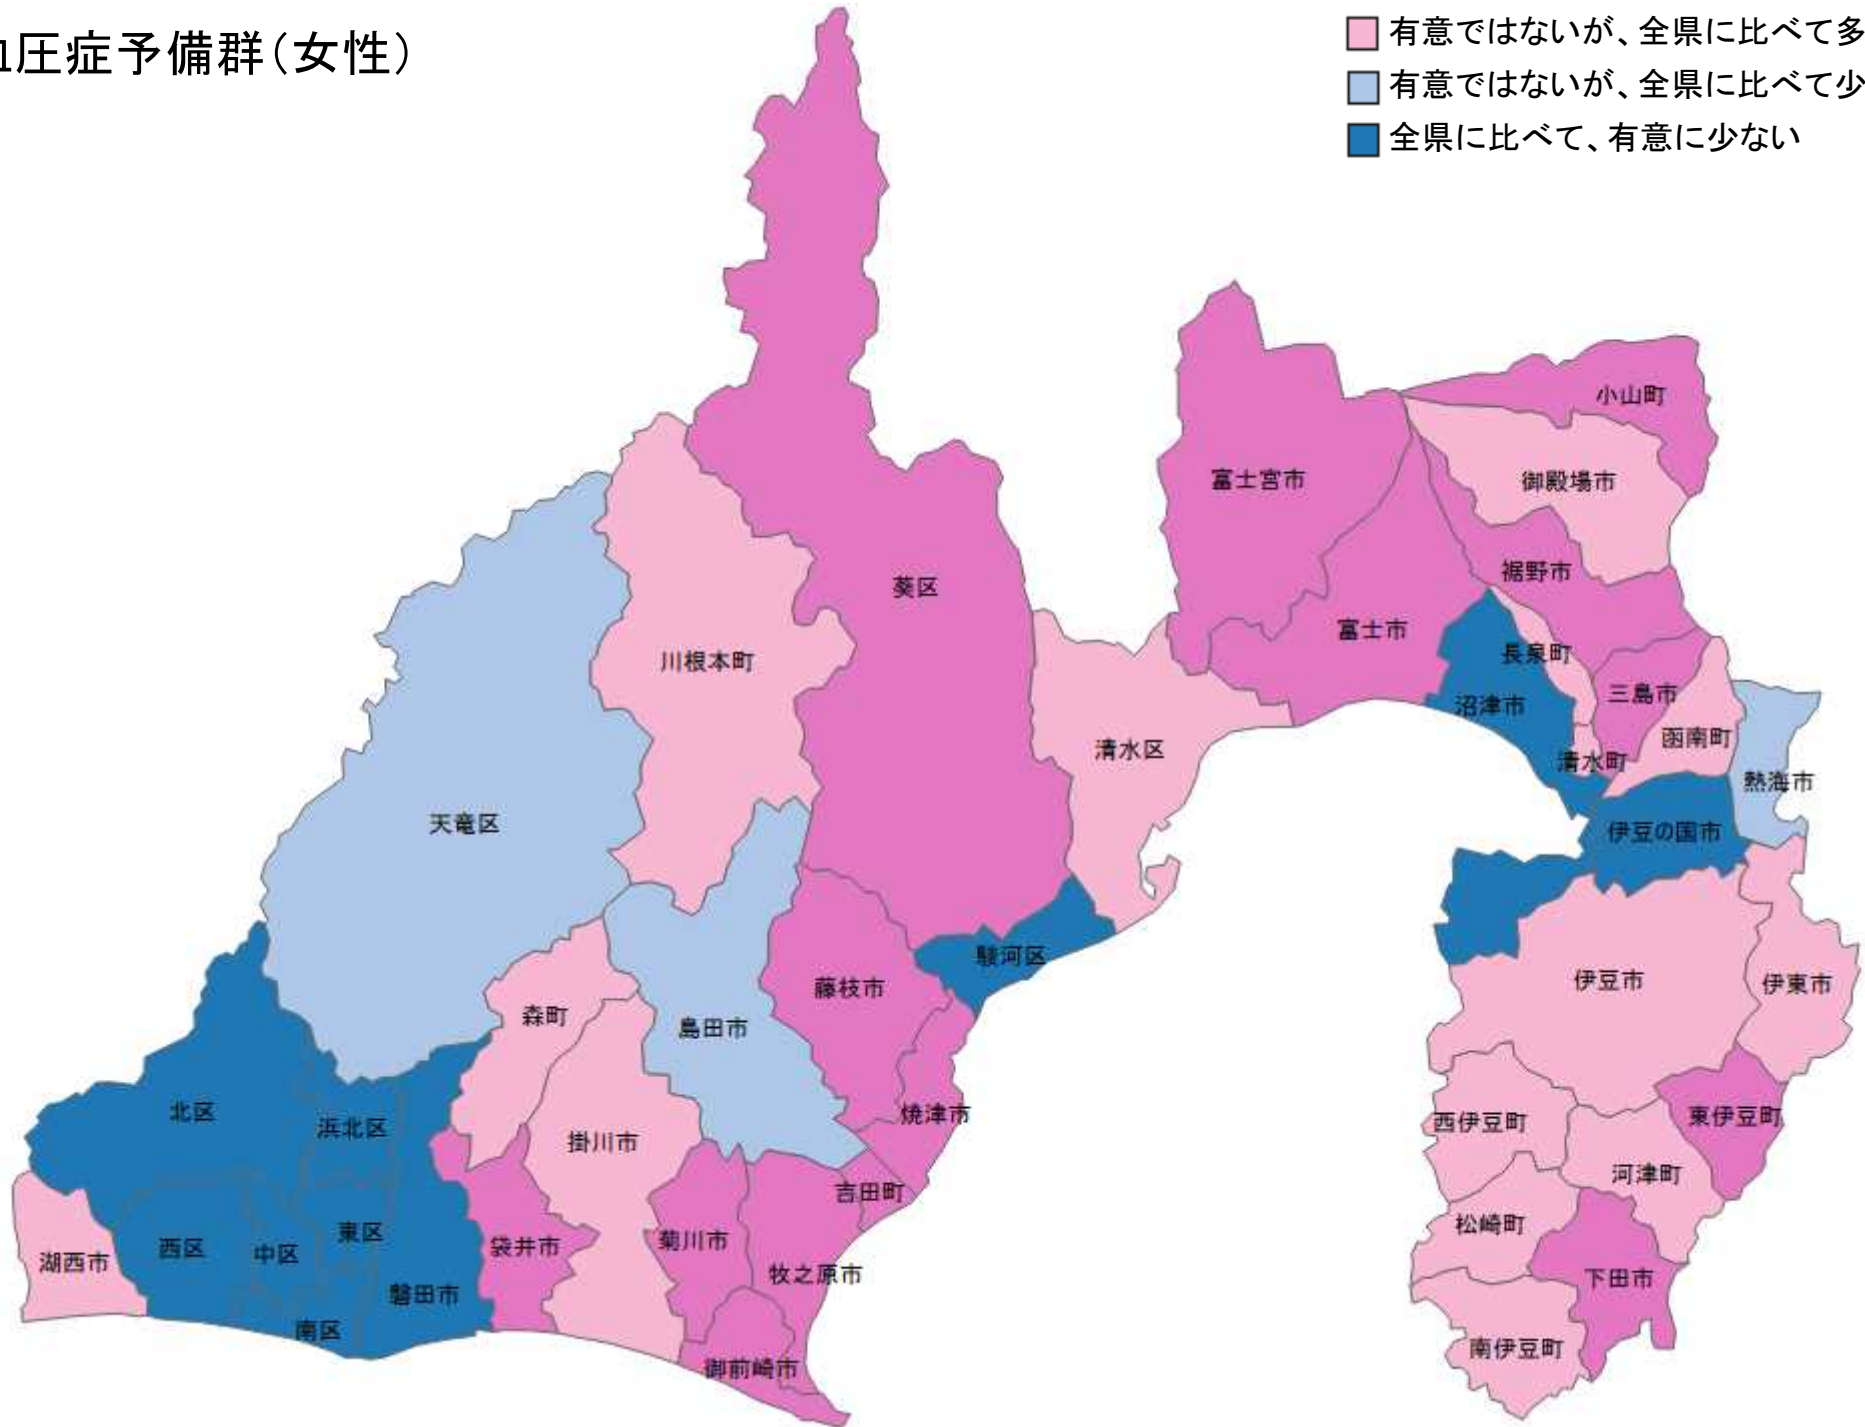 圧症予備群（女性）
有意ではないが、全県に比べて多
有意ではないが、全県に比べて少
全県に比べて、有意に少ない
小山町
富士宮市
御殿場市
裾野市
葵区
富士市
長泉町
川根本町
三島市
沼津市
函南町
清水区
清水町
熱海市
天竜区
伊豆の国市
駿河区
伊豆市
伊東市
藤枝市
森町
島田市
北区
焼津市
東伊豆町
西伊豆町
浜北区
掛川市
河津町
吉田町
松崎町
東区
菊川市
袋井市
西区
中区
湖西市
牧之原市
下田市
磐田市
南区
南伊豆町
御前崎市